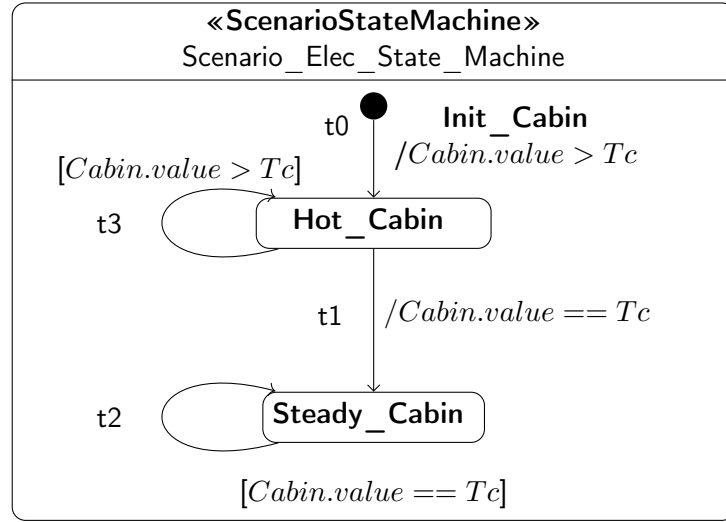 «ScenarioStateMachine»
Scenario_Elec_State_Machine
t0
Init_Cabin
/Cabin.value > Tc
[Cabin.value > Tc]
t3
Hot_Cabin
t1
/Cabin.value == Tc
t2
Steady_Cabin
[Cabin.value == Tc]